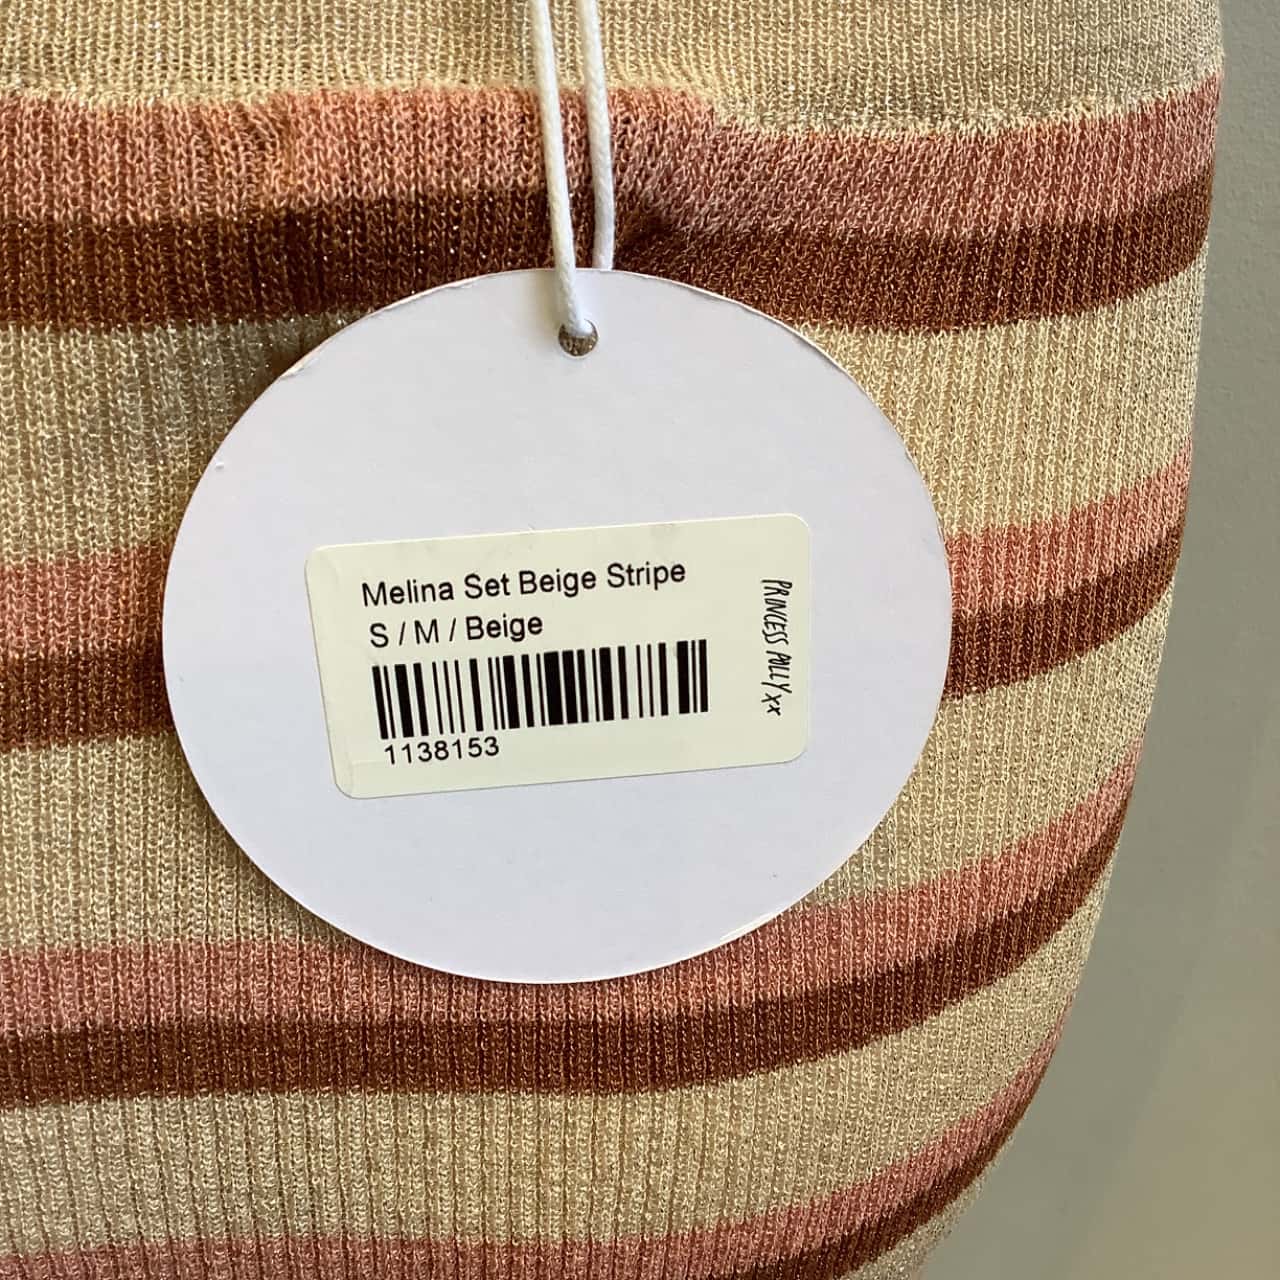 Melina Set Beige Stripe
S / M / Beige
1138153
PRINCESS POLLY xx